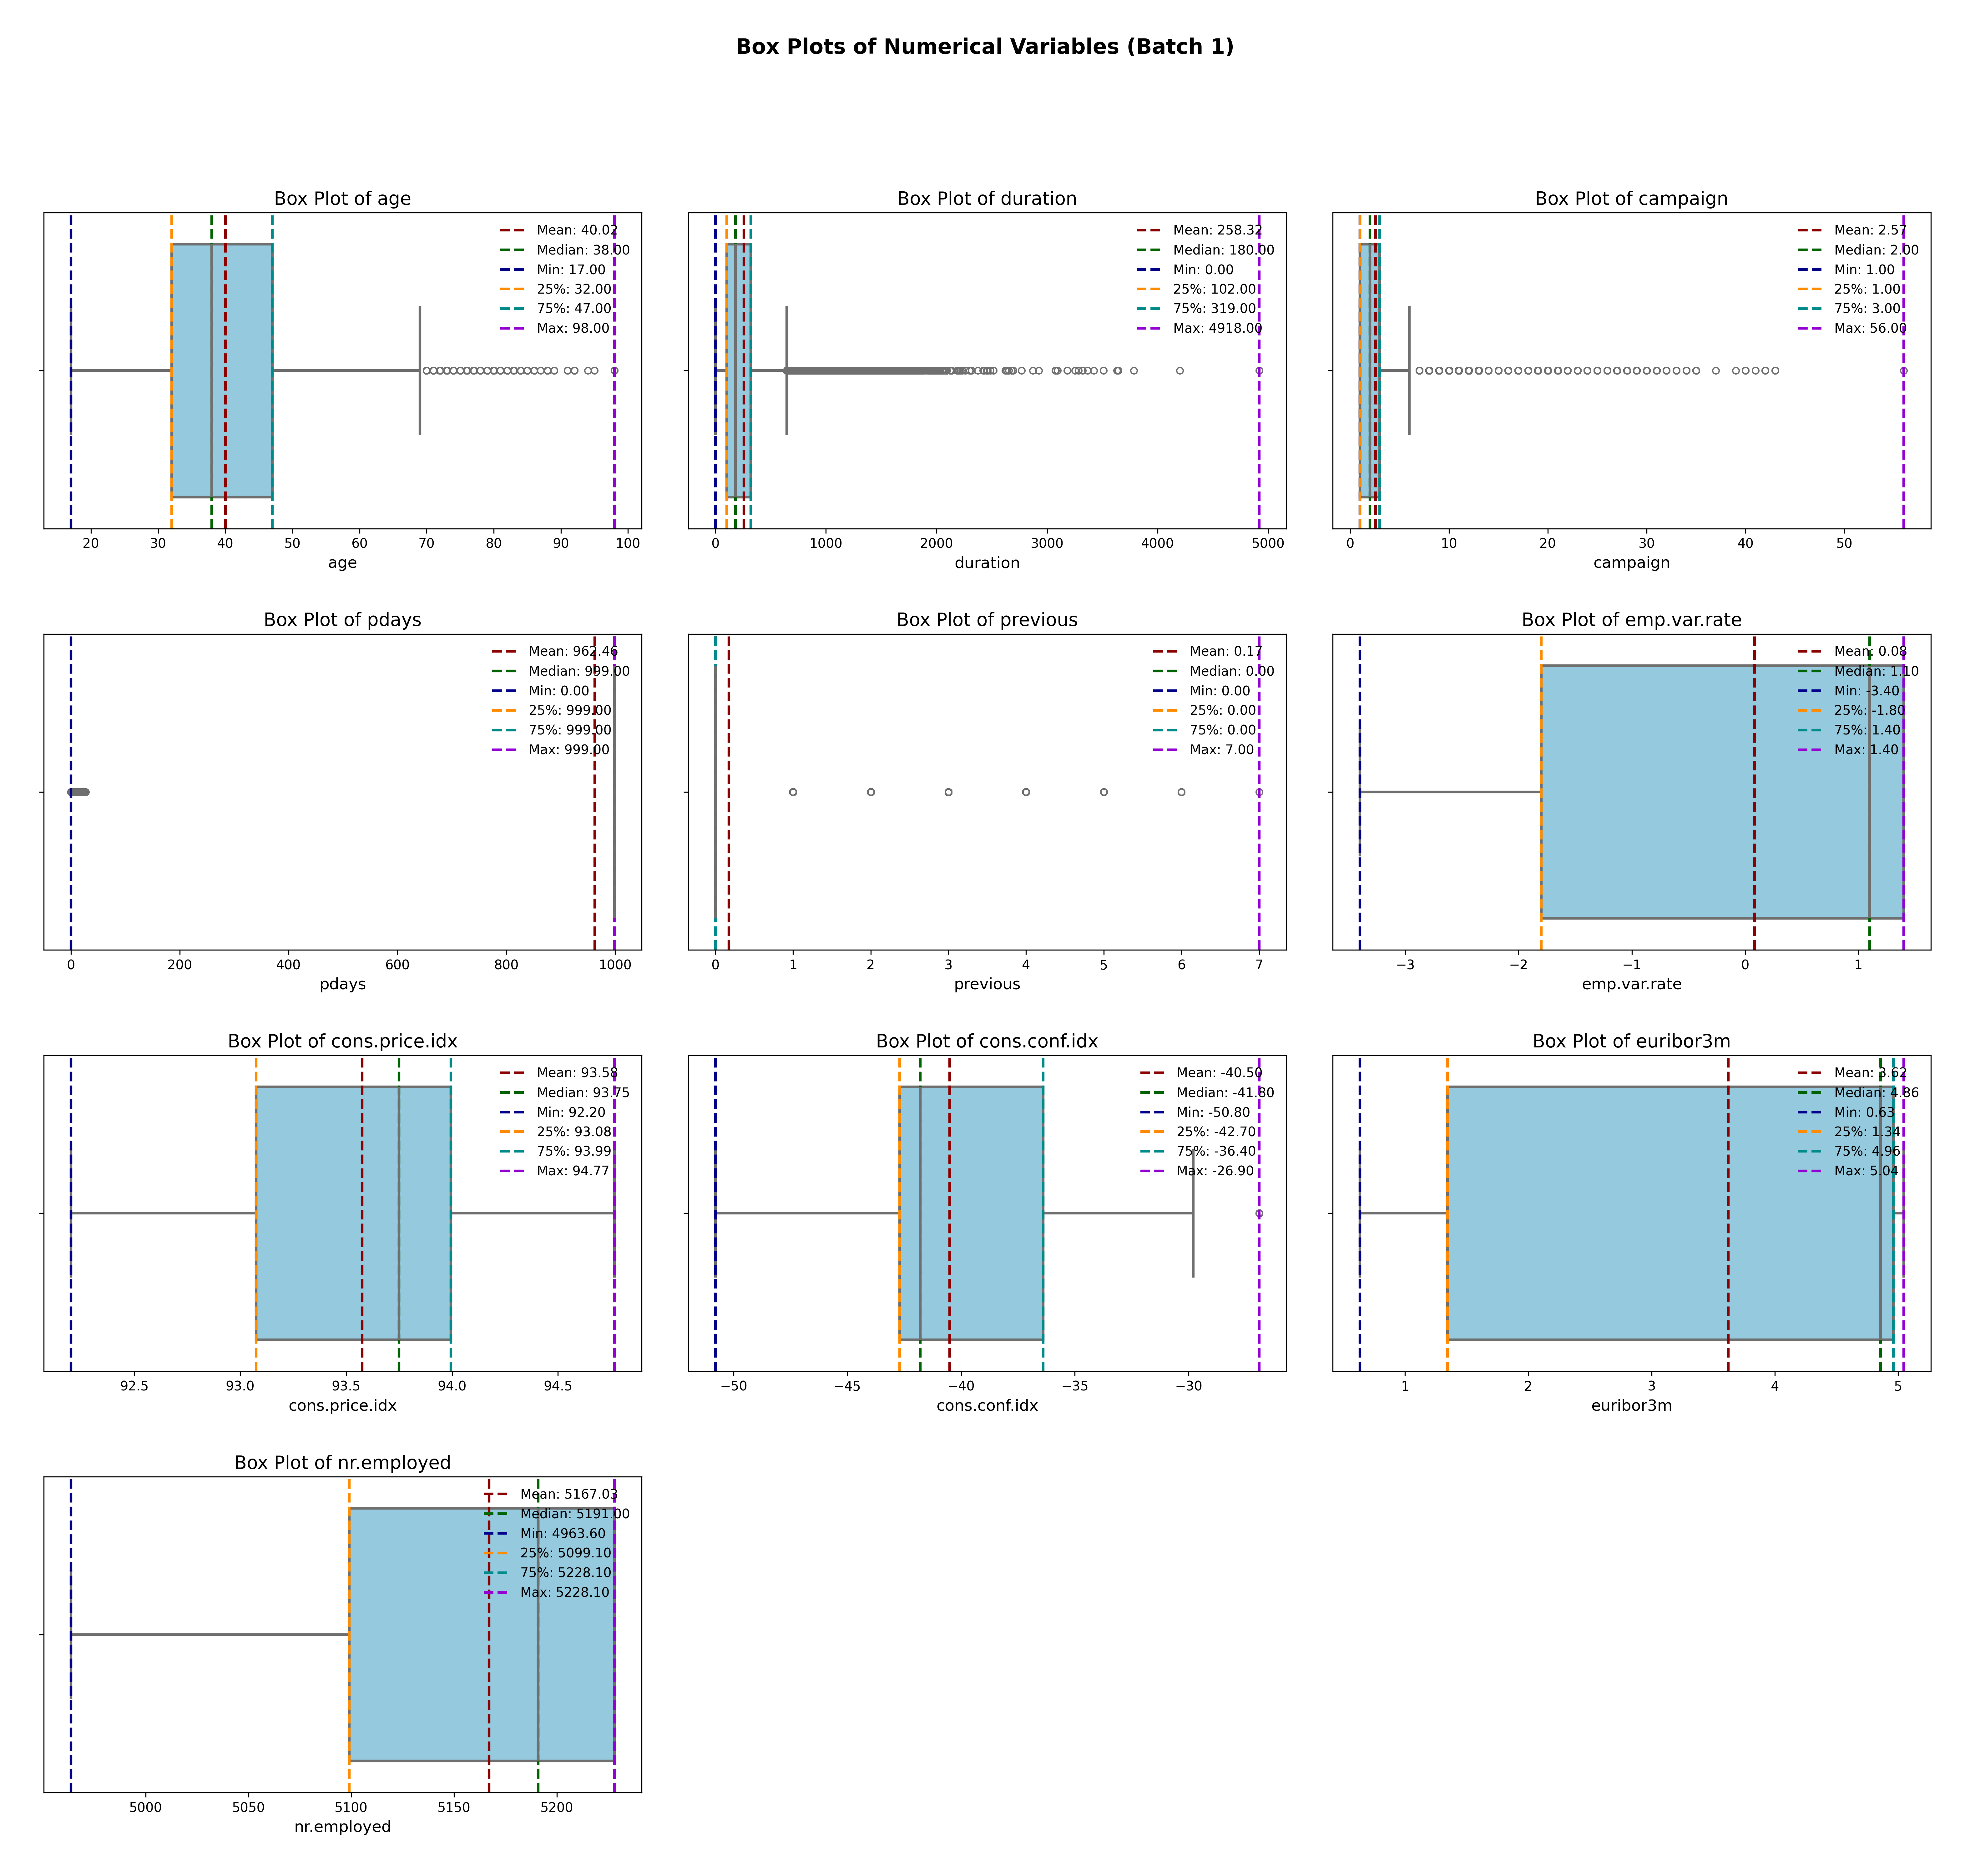 Box Plots of Numerical Variables (Batch 1)
Box Plot of age
Mean: 40.02
Median: 38.00
Min: 17.00
25%: 32.00
75%: 47.00
Max: 98.00
20 30 40 50 60 70 80 90 100
age
Box Plot of duration
Mean: 258.32
Median: 180.00
Min: 0.00
25%: 102.00
75%: 319.00
Max: 4918.00
0 1000 2000 3000 4000 5000
duration
Box Plot of campaign
Mean: 2.57
Median: 2.00
Min: 1.00
25%: 1.00
75%: 3.00
Max: 56.00
0 10 20 30 40 50
campaign
Box Plot of pdays
Mean: 962.46
Median: 999.00
Min: 0.00
25%: 999.00
75%: 999.00
Max: 999.00
0 200 400 600 800 1000
pdays
Box Plot of previous
Mean: 0.17
Median: 0.00
Min: 0.00
25%: 0.00
75%: 0.00
Max: 7.00
0 1 2 3 4 5 6 7
previous
Box Plot of emp.var.rate
Mean: 0.08
Median: 1.10
Min: -3.40
25%: -1.80
75%: 1.40
Max: 1.40
−3 −2 −1 0 1
emp.var.rate
Box Plot of cons.price.idx
Mean: 93.58
Median: 93.75
Min: 92.20
25%: 93.08
75%: 93.99
Max: 94.77
92.5 93.0 93.5 94.0 94.5
cons.price.idx
Box Plot of cons.conf.idx
Mean: -40.50
Median: -41.80
Min: -50.80
25%: -42.70
75%: -36.40
Max: -26.90
−50 −45 −40 −35 −30
cons.conf.idx
Box Plot of euribor3m
Mean: 3.62
Median: 4.86
Min: 0.63
25%: 1.34
75%: 4.96
Max: 5.04
1 2 3 4 5
euribor3m
Box Plot of nr.employed
Mean: 5167.03
Median: 5191.00
Min: 4963.60
25%: 5099.10
75%: 5228.10
Max: 5228.10
5000 5050 5100 5150 5200
nr.employed